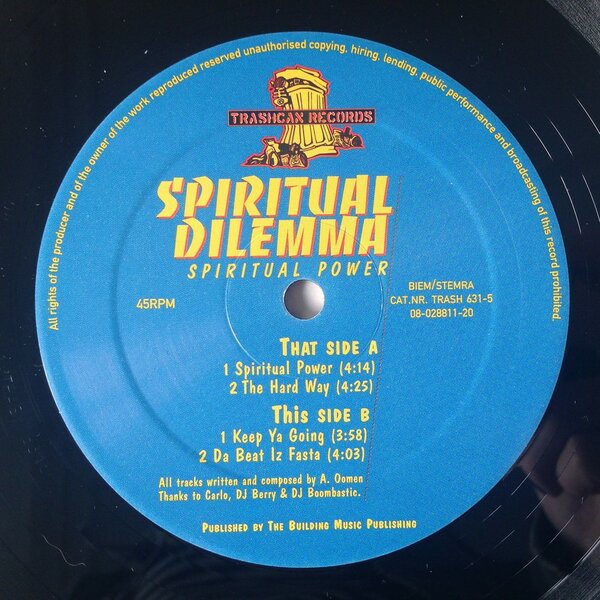 All rights of the producer and of the owner of the work reproduced reserved unauthorised copying, hiring, lending, public performance and broadcasting of this record prohibited.
TRASHCAN RECORDS
SPIRITUAL
DILEMMA
SPIRITUAL POWER
45RPM
BIEM/STEMRA
CAT.NR. TRASH 631-5
08-028811-20
THAT SIDE A
1 Spiritual Power (4:14)
2 The Hard Way (4:25)
This SIDE B
1 Keep Ya Going (3:58)
2 Da Beat Iz Fasta (4:03)
All tracks written and composed by A. Oomen
Thanks to Carlo, DJ Berry & DJ Boombastic.
PUBLISHED BY THE BUILDING MUSIC PUBLISHING